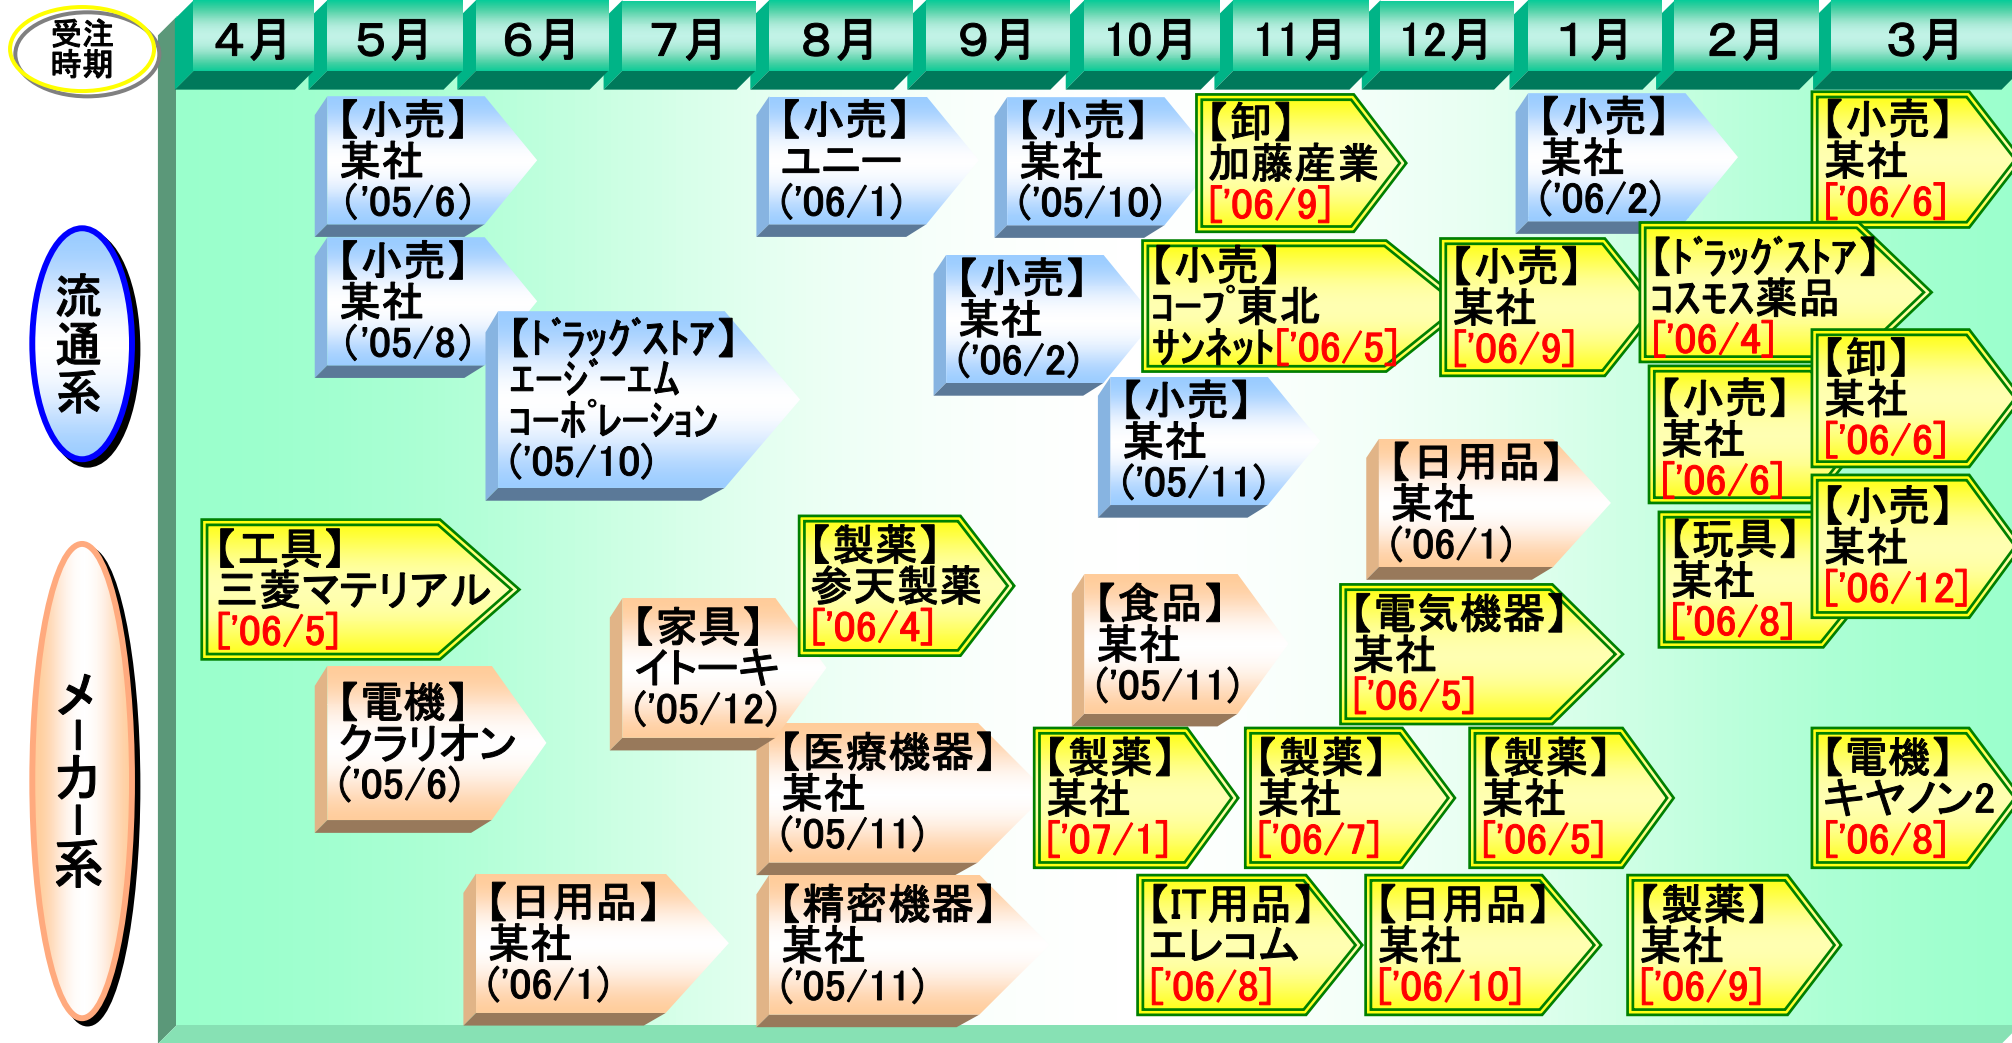 受注
時期
4月
5月
6月
7月
8月
9月
10月
11月
12月
1月
2月
3月
流通系
【小売】
某社
('05/6)
【小売】
某社
('05/8)
【ドラッグストア】
エージーエム
コーポレーション
('05/10)
【小売】
ユニー
('06/1)
【小売】
某社
('05/10)
【小売】
某社
('06/2)
【卸】
加藤産業
['06/9]
【小売】
コープ東北
サンネット['06/5]
【小売】
某社
('05/11)
【小売】
某社
['06/9]
【小売】
某社
('06/2)
【ドラッグストア】
コスモス薬品
['06/4]
【小売】
某社
['06/6]
【小売】
某社
['06/6]
【卸】
某社
['06/6]
【小売】
某社
['06/12]
メーカー系
【工具】
三菱マテリアル
['06/5]
【電機】
クラリオン
('05/6)
【日用品】
某社
('06/1)
【家具】
イトーキ
('05/12)
【製薬】
参天製薬
['06/4]
【医療機器】
某社
('05/11)
【精密機器】
某社
('05/11)
【食品】
某社
('05/11)
【製薬】
某社
['07/1]
【IT用品】
エレコム
['06/8]
【製薬】
某社
['06/7]
【日用品】
某社
('06/1)
【電気機器】
某社
['06/5]
【製薬】
某社
['06/5]
【日用品】
某社
['06/10]
【玩具】
某社
['06/8]
【製薬】
某社
['06/9]
【電機】
キヤノン2
['06/8]